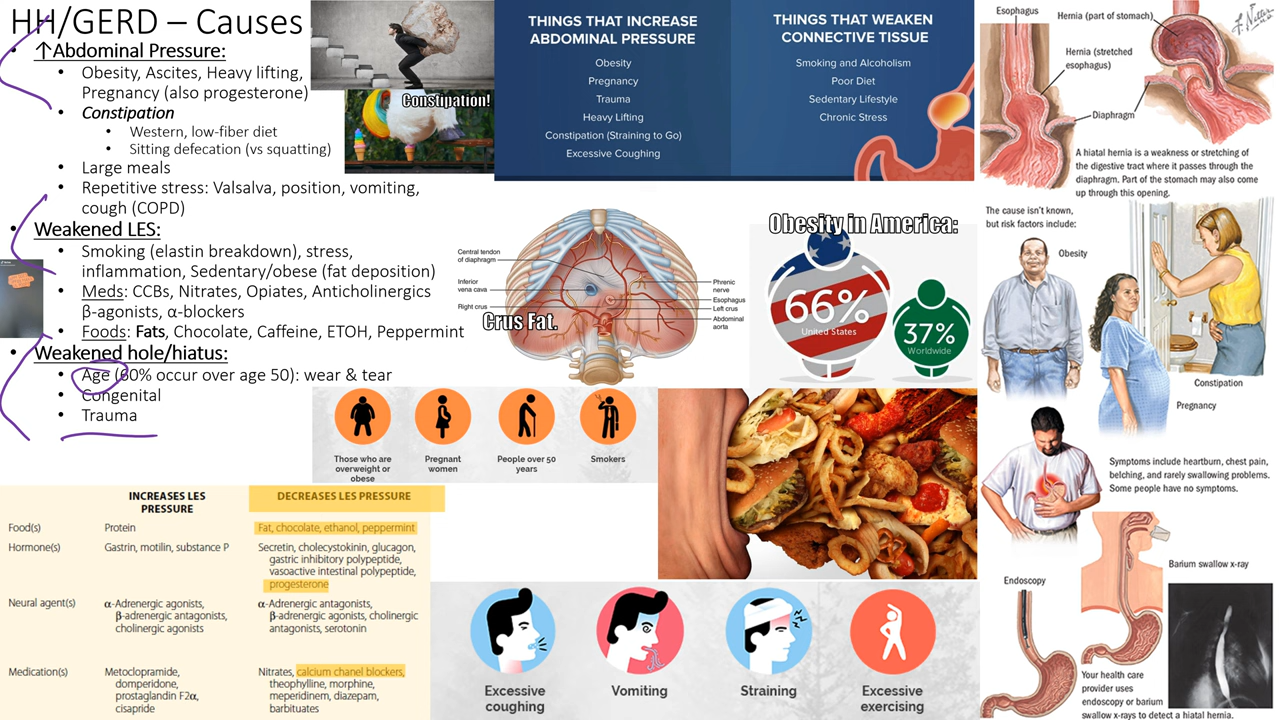 HH/GERD – Causes
• ↑Abdominal Pressure:
• Obesity, Ascites, Heavy lifting,
Pregnancy (also progesterone)
• Constipation
• Western, low-fiber diet
• Sitting defecation (vs squatting)
• Large meals
• Repetitive stress: Valsalva, position, vomiting,
cough (COPD)
• Weakened LES:
• Smoking (elastin breakdown), stress,
inflammation, Sedentary/obese (fat deposition)
• Meds: CCBs, Nitrates, Opiates, Anticholinergics
β-agonists, α-blockers
• Foods: Fats, Chocolate, Caffeine, ETOH, Peppermint
• Weakened hole/hiatus:
• Age (60% occur over age 50): wear & tear
• Congenital
• Trauma
Constipation!
THINGS THAT INCREASE
ABDOMINAL PRESSURE
Obesity
Pregnancy
Trauma
Heavy Lifting
Constipation (Straining to Go)
Excessive Coughing
THINGS THAT WEAKEN
CONNECTIVE TISSUE
Smoking and Alcoholism
Poor Diet
Sedentary Lifestyle
Chronic Stress
Esophagus
Hernia (part of stomach)
Hernia (stretched
esophagus)
Diaphragm
A hiatal hernia is a weakness or stretching of
the digestive tract where it passes through the
diaphragm. Part of the stomach may also come
up through this opening.
Central tendon
of diaphragm
Inferior
vena cava
Right crus
Phrenic
nerve
Esophagus
Left crus
Abdominal
aorta
Crus Fat.
Obesity in America:
66%
United States
37%
Worldwide
The cause isn't known,
but risk factors include:
Obesity
Constipation
Pregnancy
Those who are
overweight or
obese
Pregnant
women
People over 50
years
Smokers
Symptoms include heartburn, chest pain,
belching, and rarely swallowing problems.
Some people have no symptoms.
INCREASES LES
PRESSURE
DECREASES LES PRESSURE
Food(s)
Protein
Fat, chocolate, ethanol, peppermint
Hormone(s)
Gastrin, motilin, substance P
Secretin, cholecystokinin, glucagon,
gastric inhibitory polypeptide,
vasoactive intestinal polypeptide,
progesterone
Neural agent(s)
α-Adrenergic agonists,
β-adrenergic antagonists,
cholinergic agonists
α-Adrenergic antagonists,
β-adrenergic agonists, cholinergic
antagonists, serotonin
Medication(s)
Metoclopramide,
domperidone,
prostaglandin F2α,
cisapride
Nitrates, calcium chanel blockers,
theophylline, morphine,
meperidinem, diazepam,
barbituates
Excessive
coughing
Vomiting
Straining
Excessive
exercising
Endoscopy
Barium swallow x-ray
Your health care
provider uses
endoscopy or barium
swallow x-rays to detect a hiatal hernia.